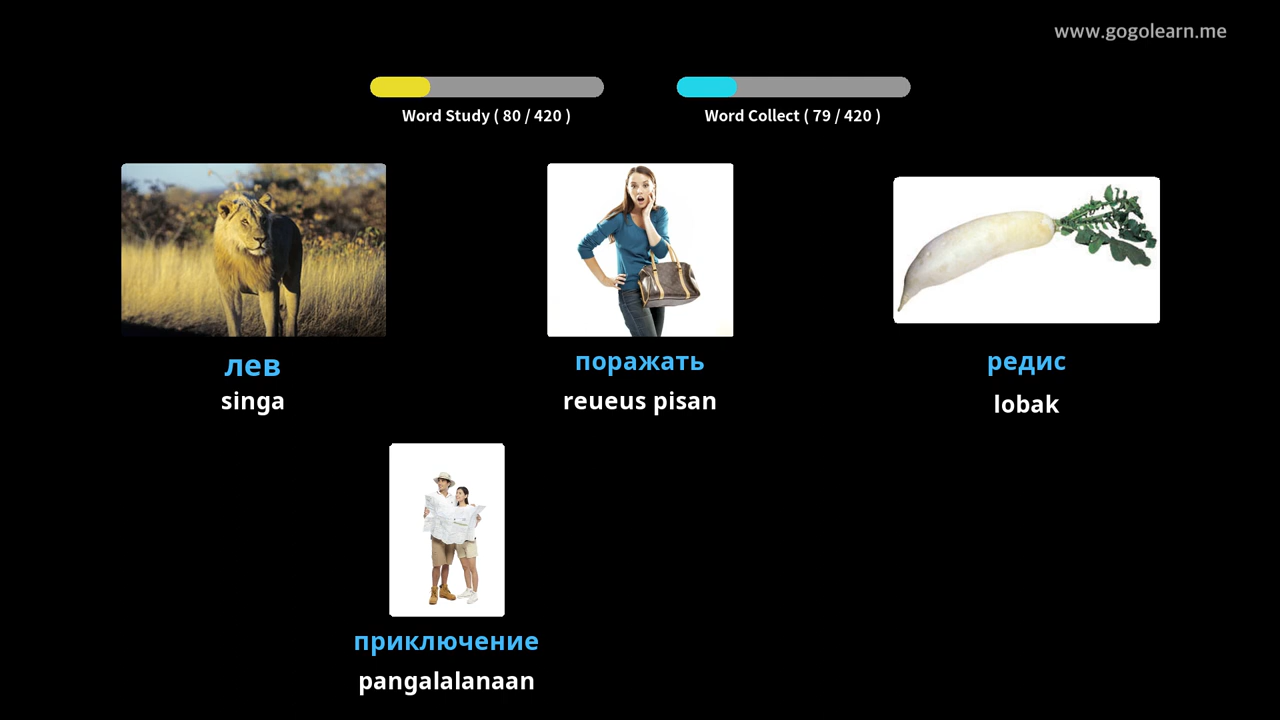 www.gogolearn.me
Word Study ( 80 / 420 )
Word Collect ( 79 / 420 )
лев
singa
поражать
reueus pisan
редис
lobak
приключение
pangalalanaan